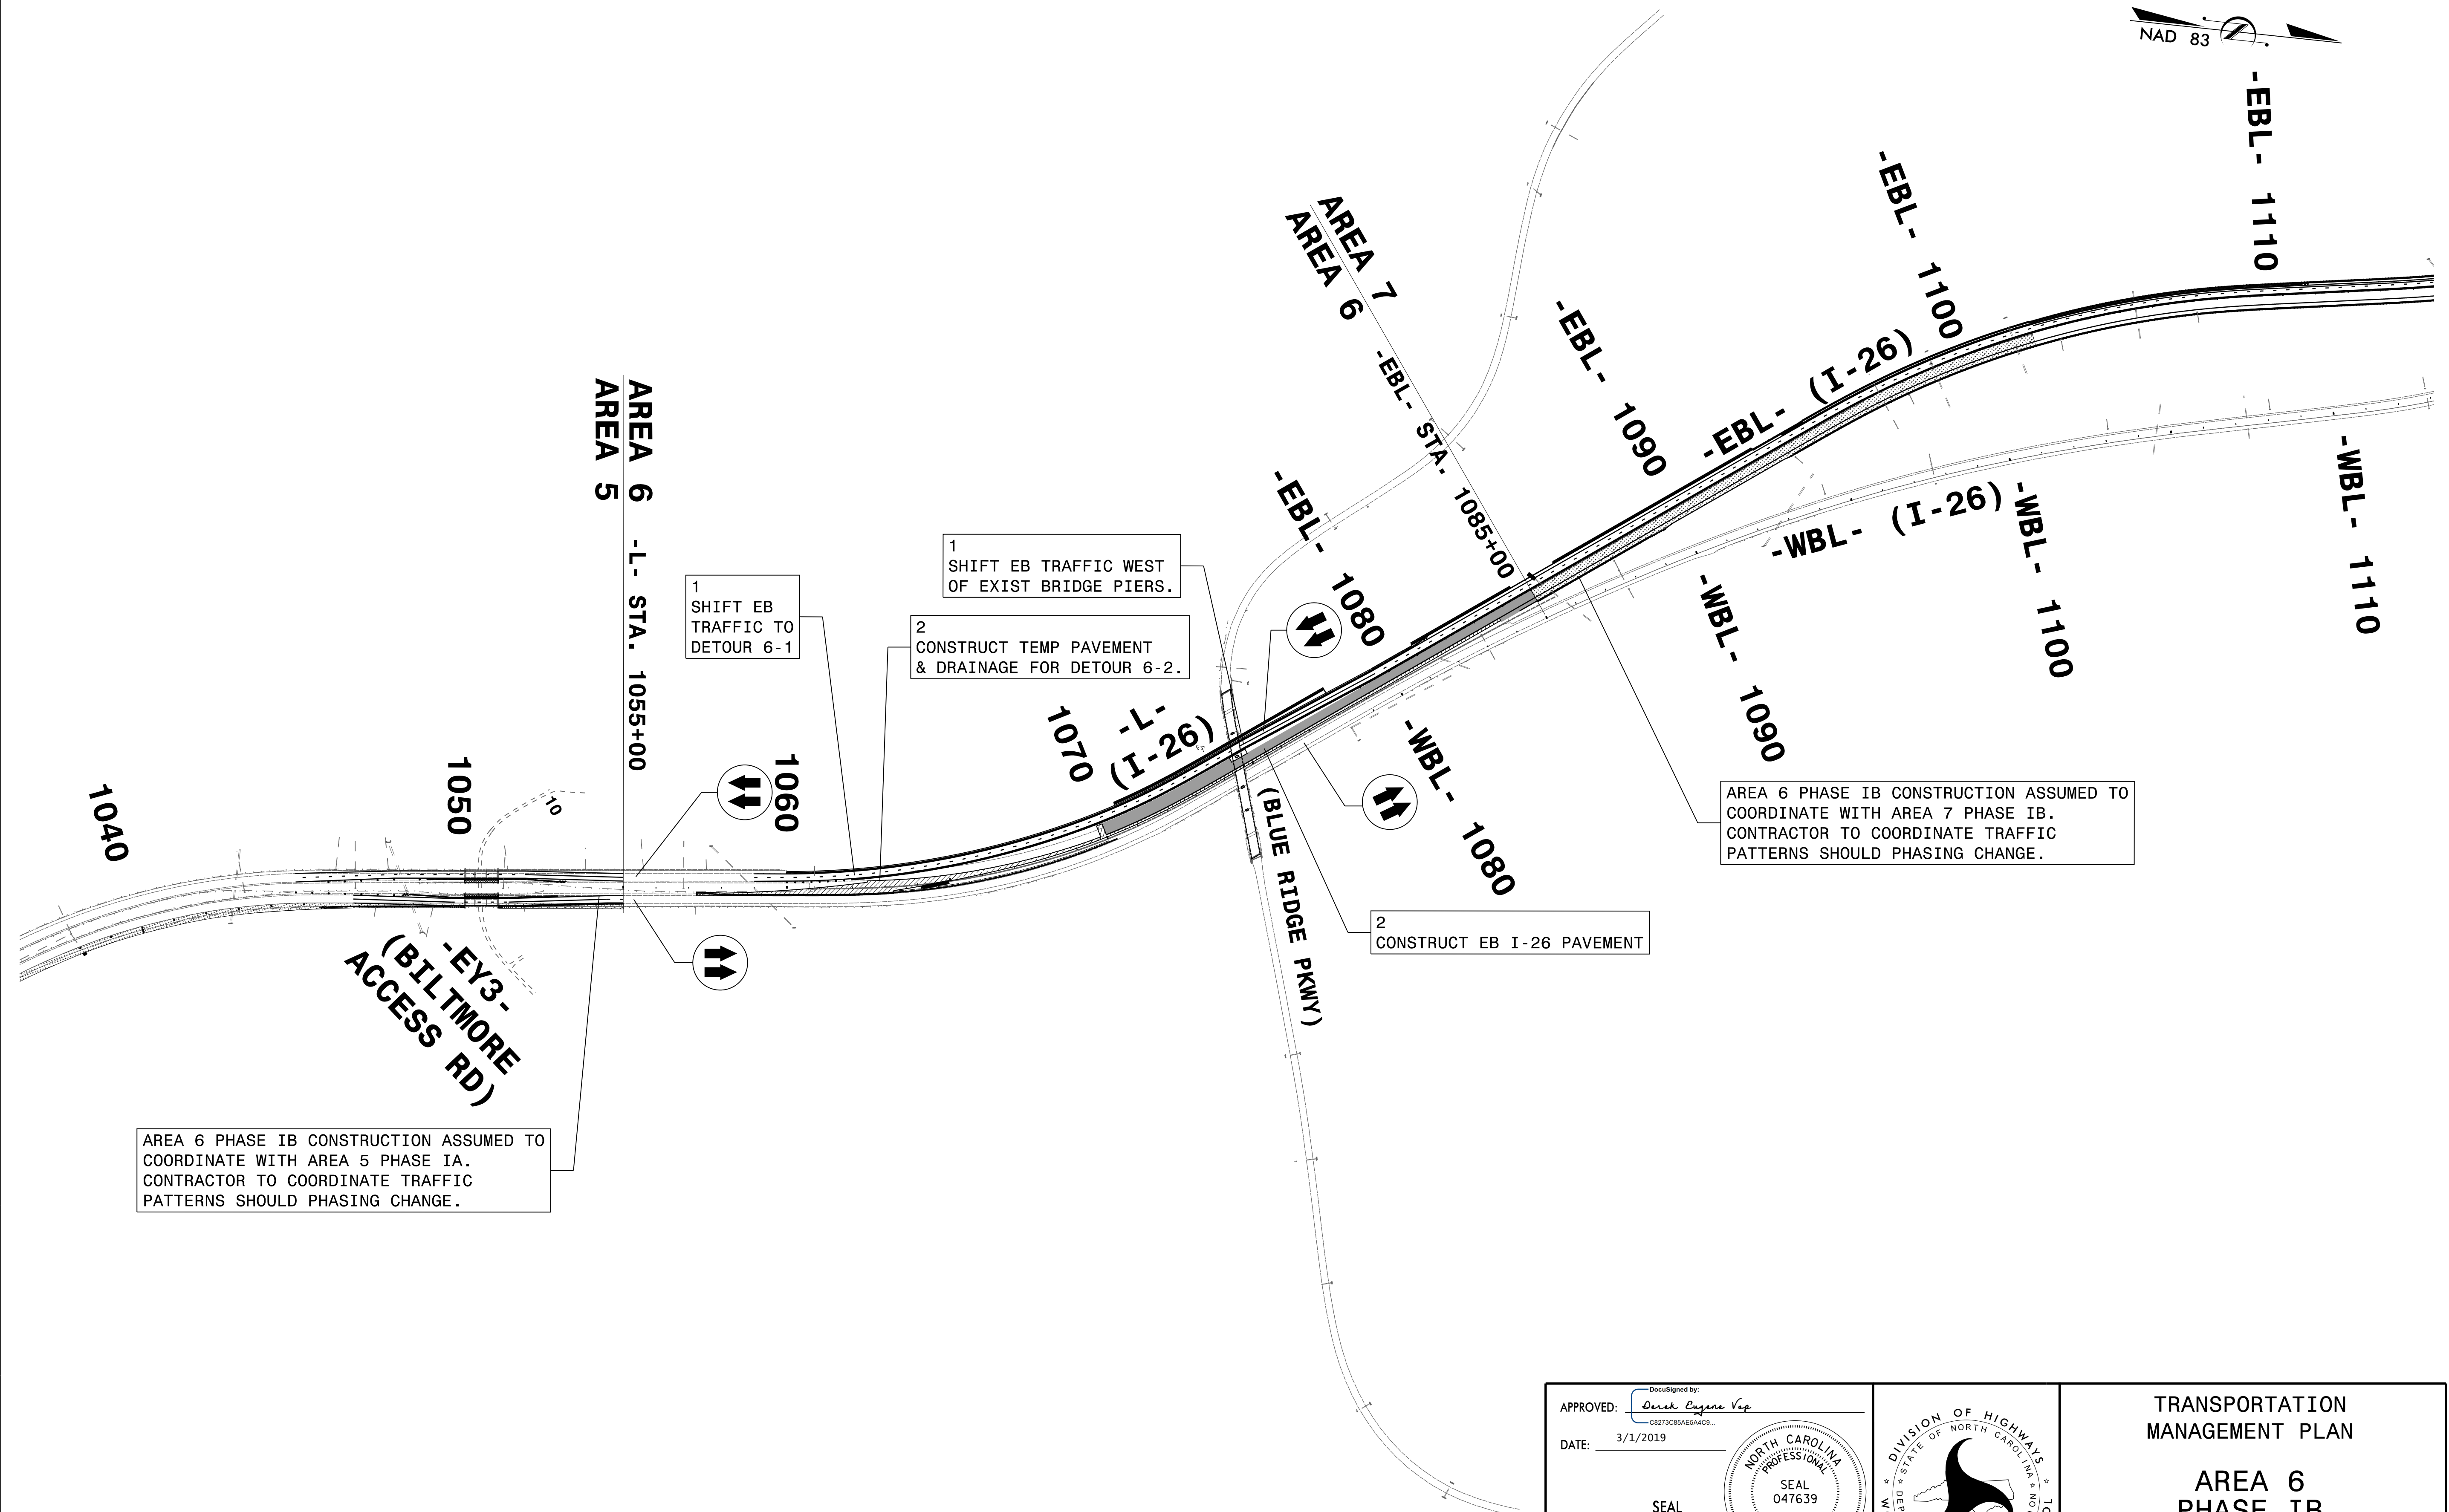 NAD 83
-EBL- 1110
-EBL- 1100
AREA 7
AREA 6
-EBL- STA. 1085+00
-EBL- 1090
-EBL- (I-26)
-WBL- (I-26)
-WBL- 1100
-WBL- 1110
AREA 6 -L- STA. 1055+00
AREA 5
-EBL- 1080
1
SHIFT EB TRAFFIC WEST
OF EXIST BRIDGE PIERS.
1
SHIFT EB
TRAFFIC TO
DETOUR 6-1
2
CONSTRUCT TEMP PAVEMENT
& DRAINAGE FOR DETOUR 6-2.
-WBL- 1090
1070
-L-
(I-26)
-WBL- 1080
1040
1050
10
1060
(BLUE RIDGE PKWY)
AREA 6 PHASE IB CONSTRUCTION ASSUMED TO
COORDINATE WITH AREA 7 PHASE IB.
CONTRACTOR TO COORDINATE TRAFFIC
PATTERNS SHOULD PHASING CHANGE.
2
CONSTRUCT EB I-26 PAVEMENT
-EY3-
(BILTMORE
ACCESS RD)
AREA 6 PHASE IB CONSTRUCTION ASSUMED TO
COORDINATE WITH AREA 5 PHASE IA.
CONTRACTOR TO COORDINATE TRAFFIC
PATTERNS SHOULD PHASING CHANGE.
DocuSigned by:
APPROVED: Derek Eugene
C8273C85AE5A4C9...
DATE: 3/1/2019
NORTH CAROLINA
PROFESSIONAL
SEAL
047639
SEAL
DIVISION OF HIGHWAYS
STATE OF NORTH CAROLINA
TRANSPORTATION
MANAGEMENT PLAN
AREA 6
PHASE IB